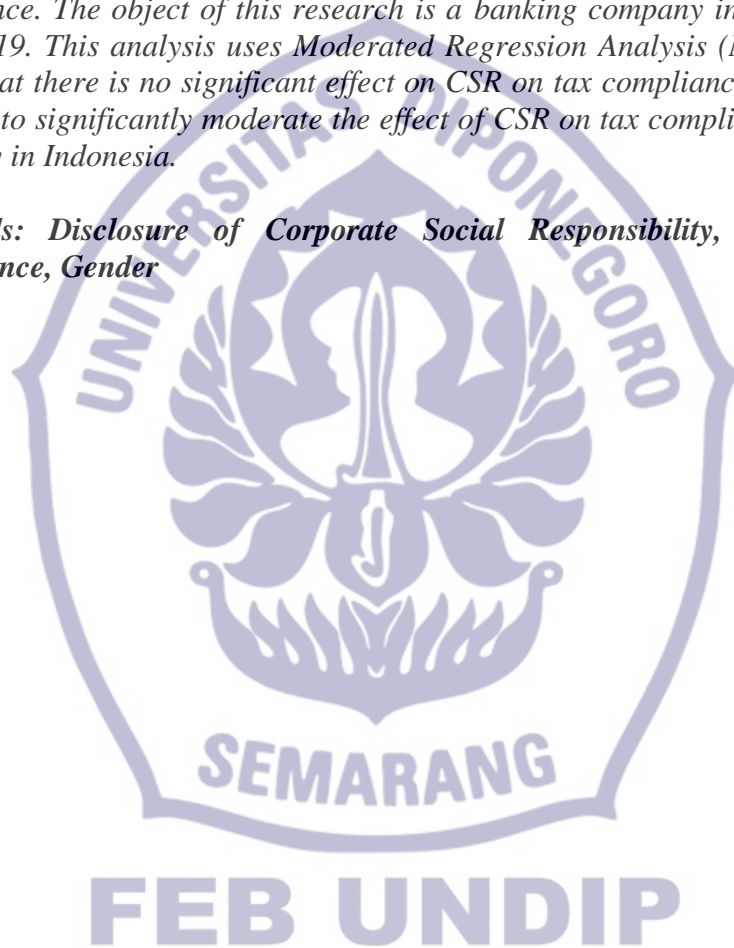 nce. The object of this research is a banking company in
19. This analysis uses Moderated Regression Analysis (
at there is no significant effect on CSR on tax compliance
to significantly moderate the effect of CSR on tax compli
in Indonesia.
ls: Disclosure of Corporate Social Responsibility,
nce, Gender
UNIVERSITAS DIPONEGORO
SEMARANG
FEB UNDIP